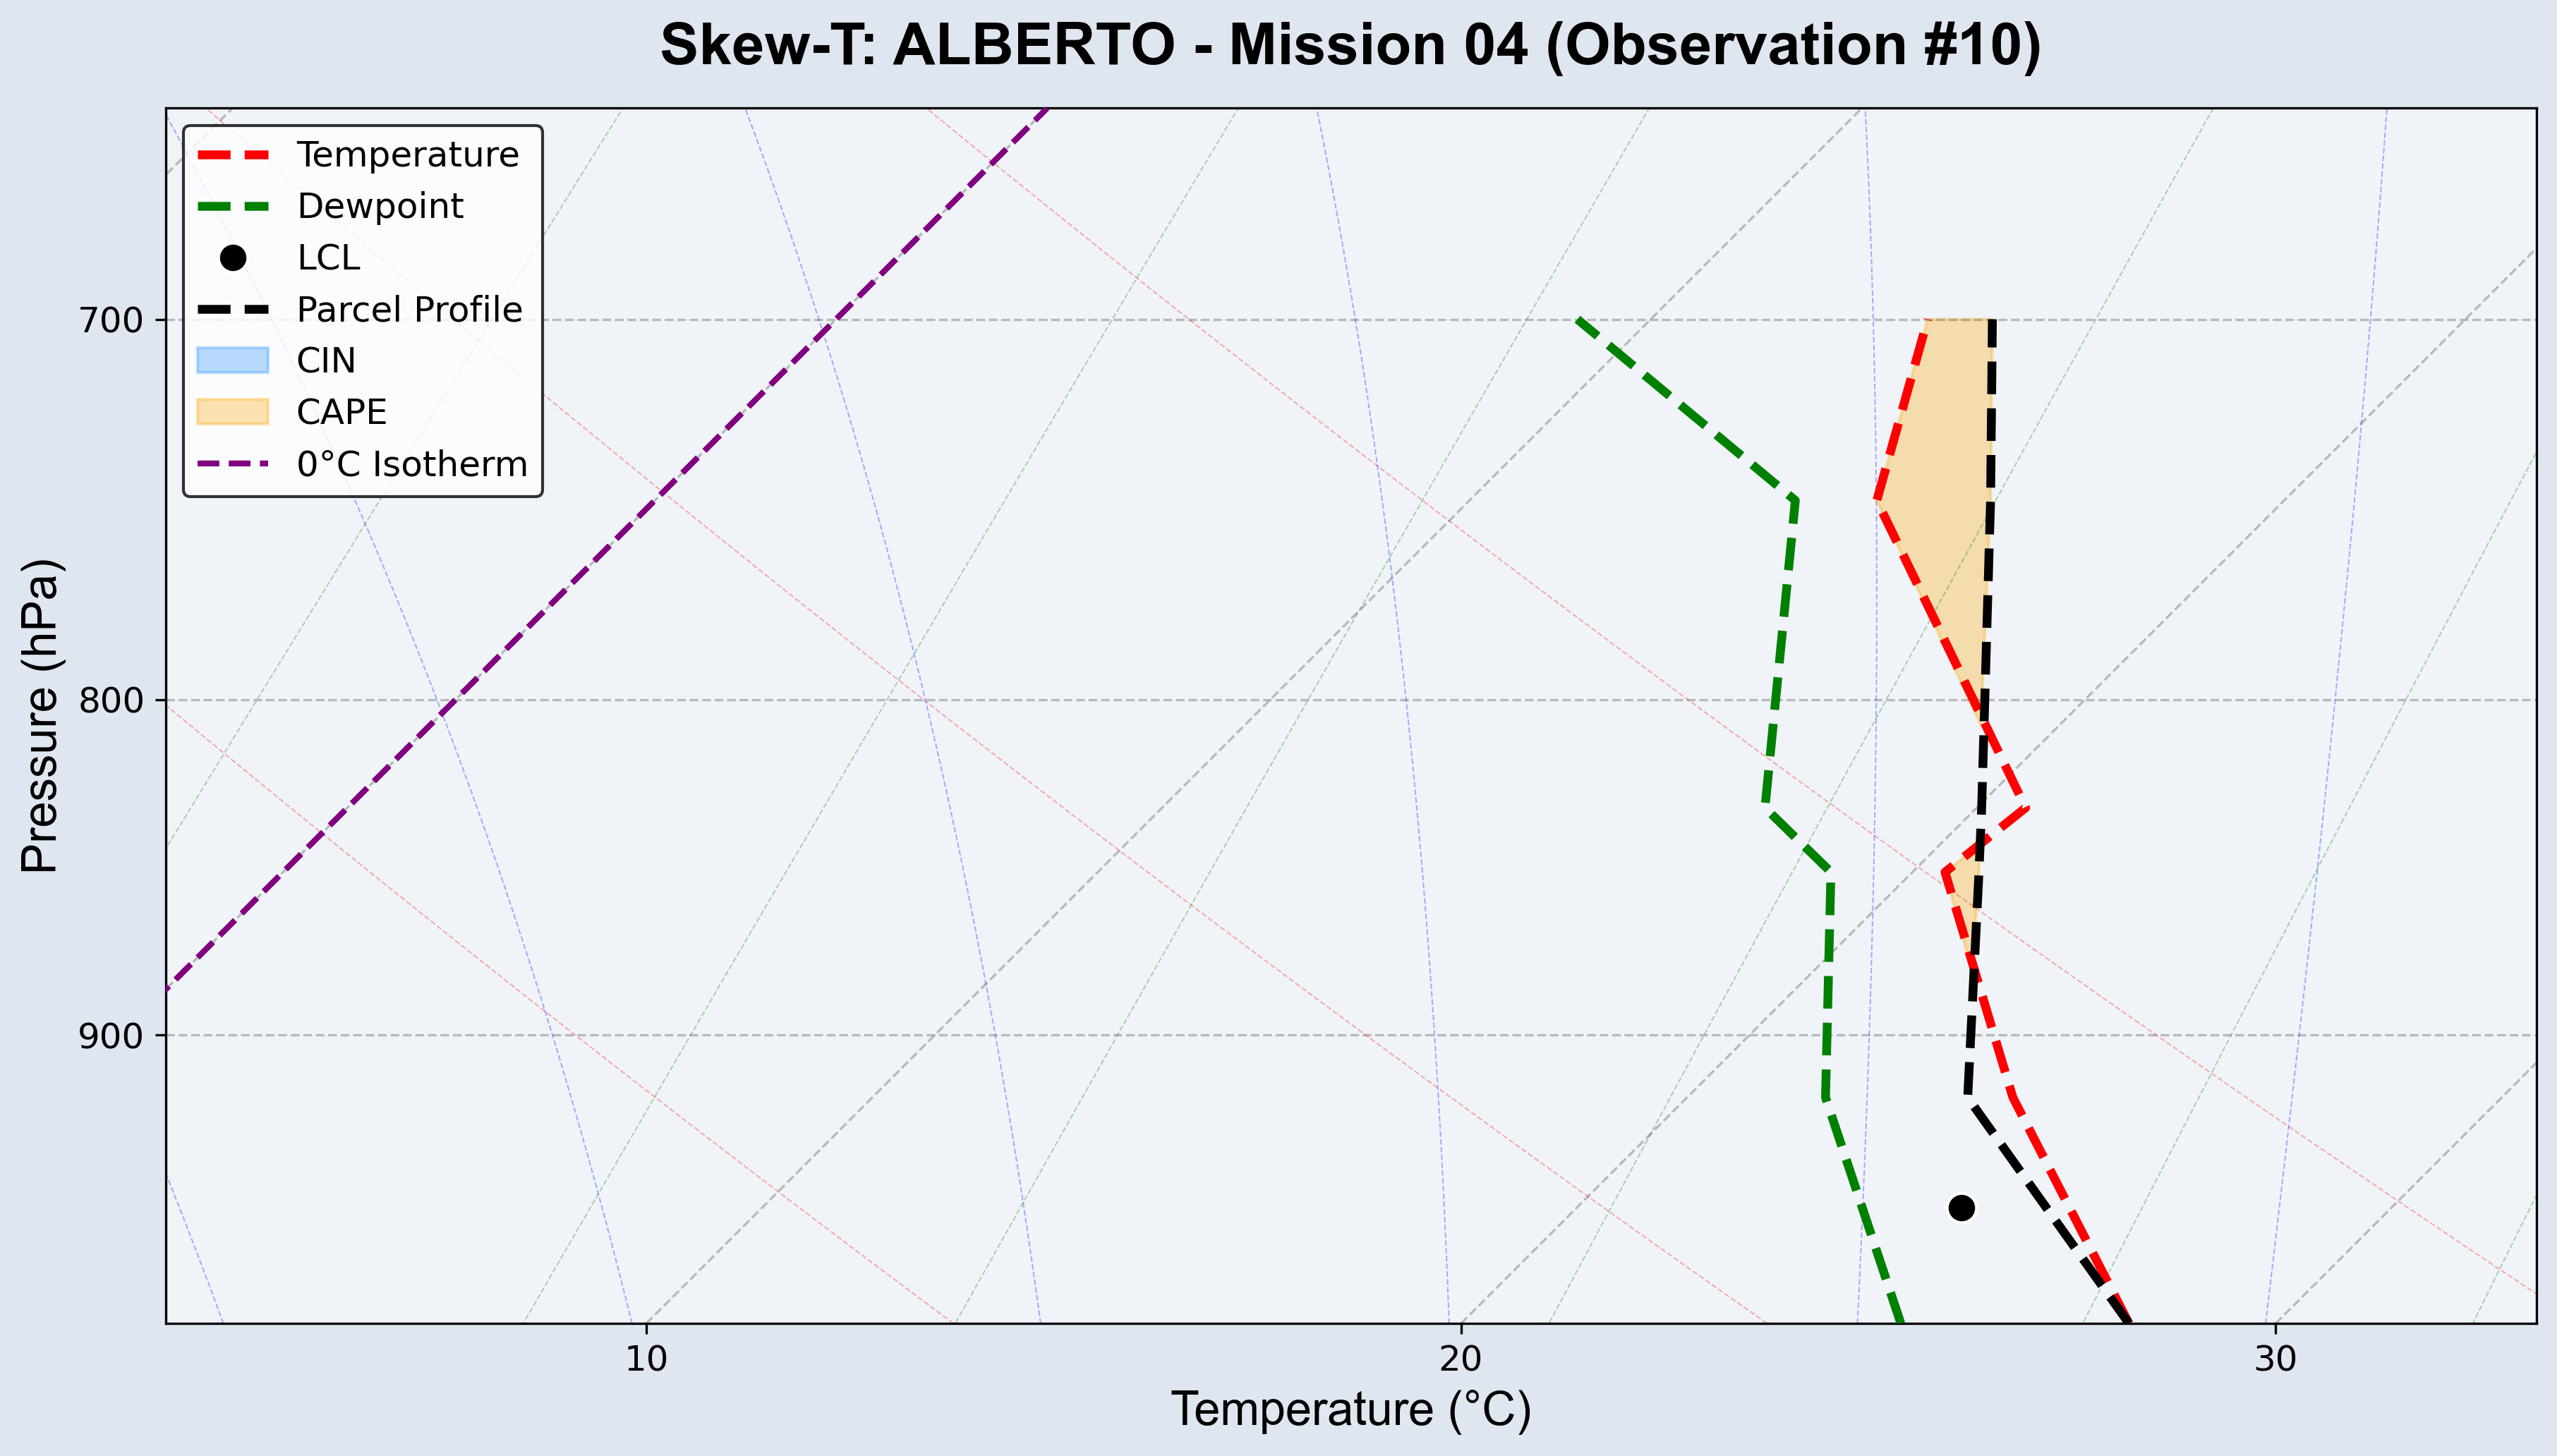 Skew-T: ALBERTO - Mission 04 (Observation #10)
Temperature
Dewpoint
LCL
Parcel Profile
CIN
CAPE
0°C Isotherm
Pressure (hPa)
700
800
900
10
20
30
Temperature (°C)